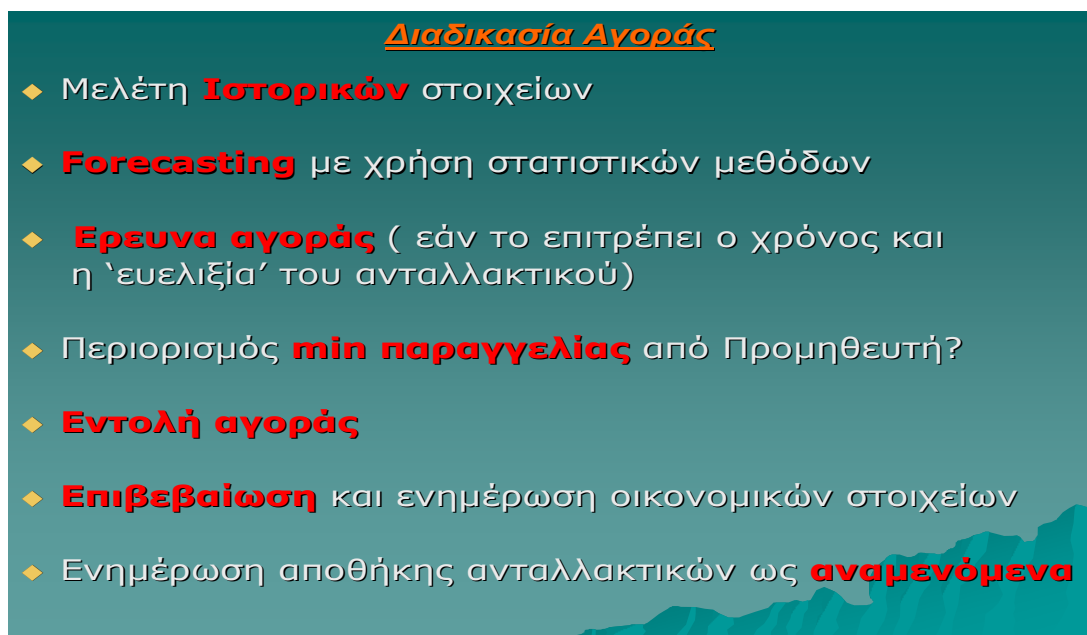 Διαδικασία Αγοράς
Μελέτη Ιστορικών στοιχείων
Forecasting με χρήση στατιστικών μεθόδων
Ερευνα αγοράς ( εάν το επιτρέπει ο χρόνος και
η ‘ευελιξία’ του ανταλλακτικού)
Περιορισμός min παραγγελίας από Προμηθευτή?
Εντολή αγοράς
Επιβεβαίωση και ενημέρωση οικονομικών στοιχείων
Ενημέρωση αποθήκης ανταλλακτικών ως αναμενόμενα